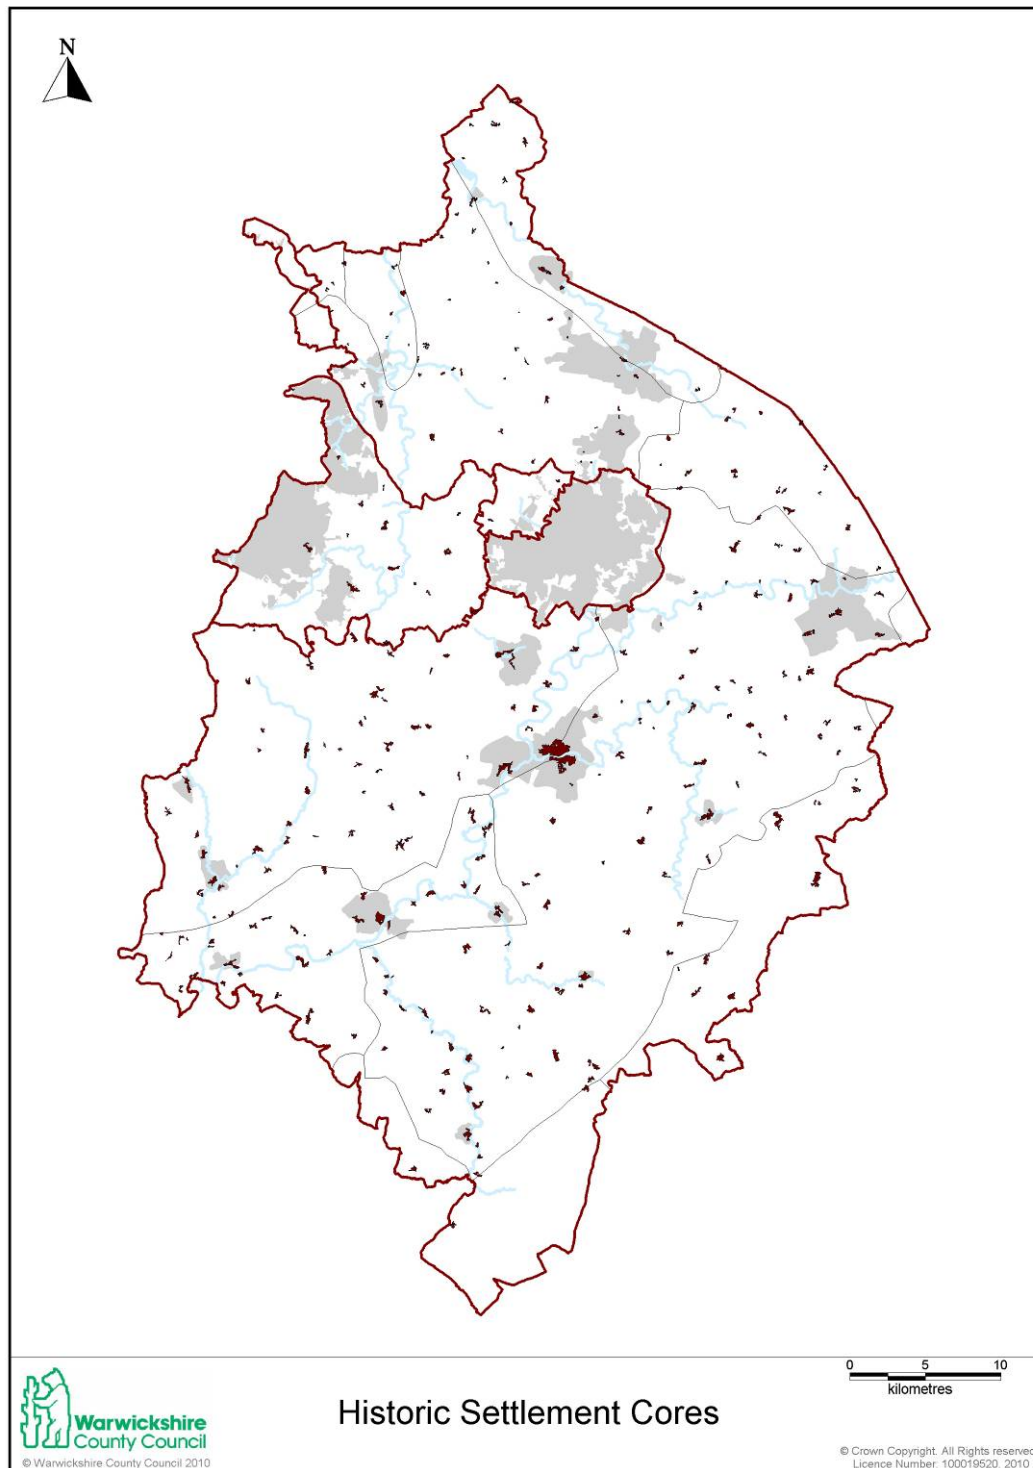 N
0 5 10
kilometres
Warwickshire
County Council
Historic Settlement Cores
© Warwickshire County Council 2010
© Crown Copyright. All Rights reserved
Licence Number: 100019520. 2010